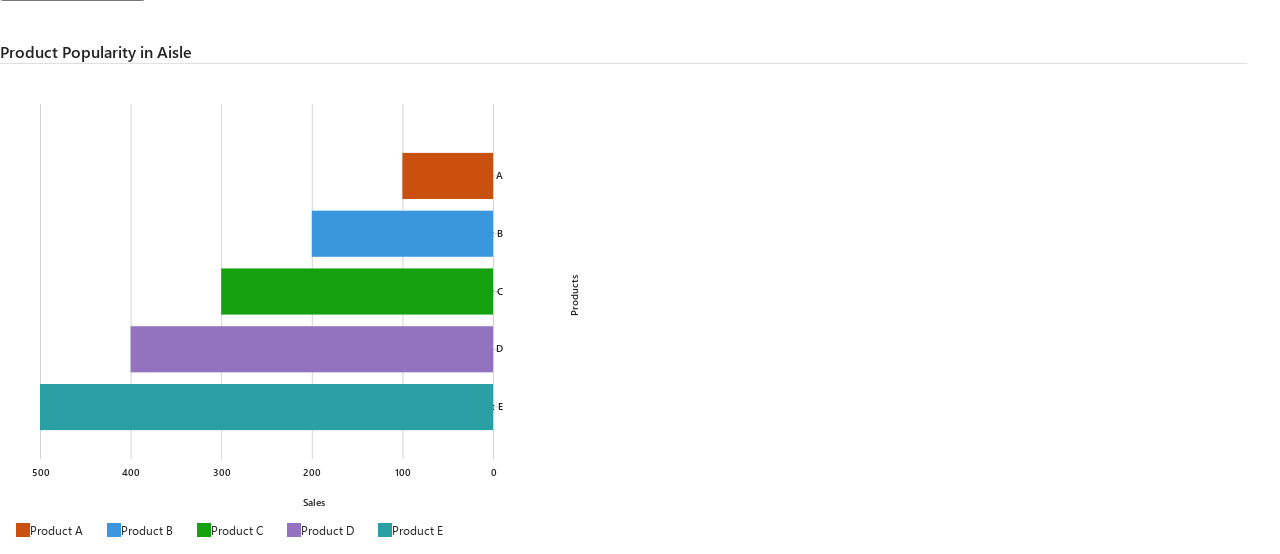 Product Popularity in Aisle
A
B
C
D
E
Products
500 400 300 200 100 0
Sales
Product A Product B Product C Product D Product E